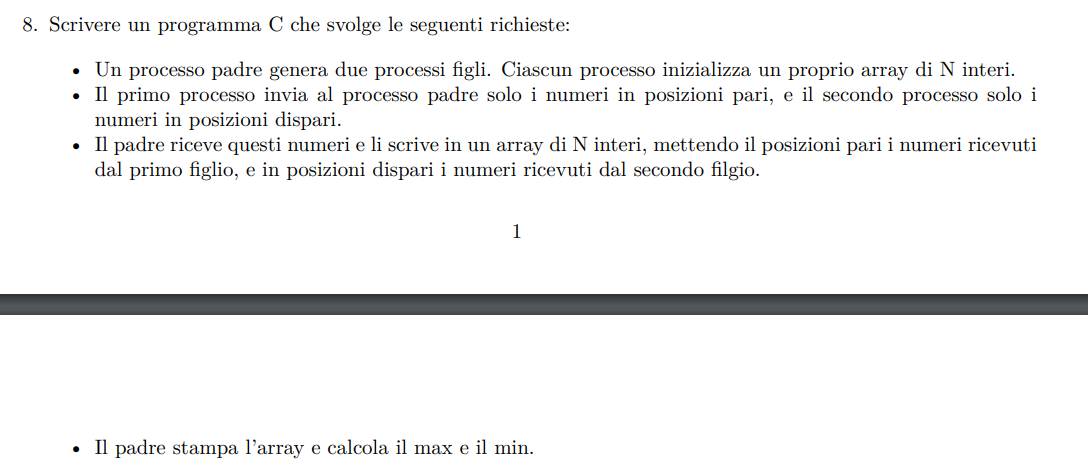 8. Scrivere un programma C che svolge le seguenti richieste:
• Un processo padre genera due processi figli. Ciascun processo inizializza un proprio array di N interi.
• Il primo processo invia al processo padre solo i numeri in posizioni pari, e il secondo processo solo i
numeri in posizioni dispari.
• Il padre riceve questi numeri e li scrive in un array di N interi, mettendo il posizioni pari i numeri ricevuti
dal primo figlio, e in posizioni dispari i numeri ricevuti dal secondo filgio.
1
• Il padre stampa l'array e calcola il max e il min.